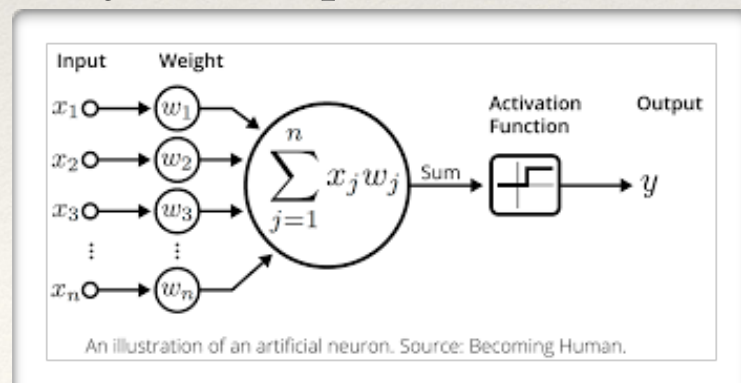 Input Weight
Activation Function Output
x₁ w₁
x₂ w₂
x₃ w₃
⋮ ⋮
xₙ wₙ
n
∑ xⱼwⱼ
j=1
Sum
y
An illustration of an artificial neuron. Source: Becoming Human.